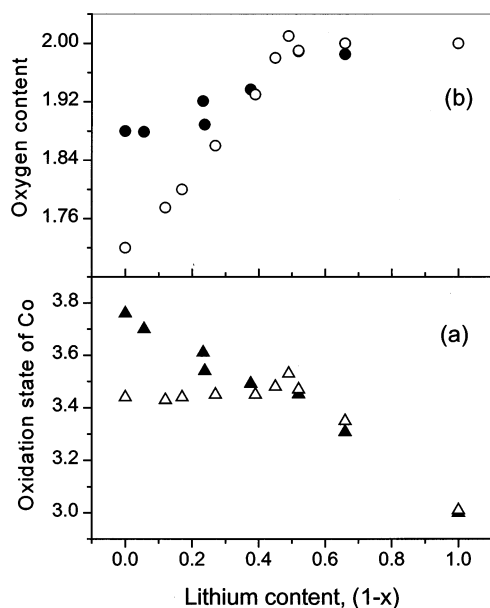 2.00
1.92
1.84
1.76
Oxygen content
(b)
3.8
3.6
3.4
3.2
3.0
Oxidation state of Co
(a)
0.0 0.2 0.4 0.6 0.8 1.0
Lithium content, (1-x)